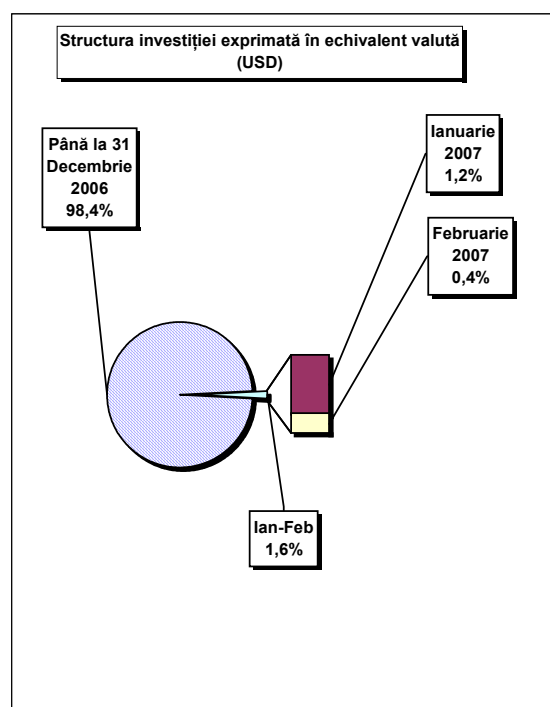 Structura investiției exprimată în echivalent valută
(USD)
Până la 31
Decembrie
2006
98,4%
Ianuarie
2007
1,2%
Februarie
2007
0,4%
Ian-Feb
1,6%